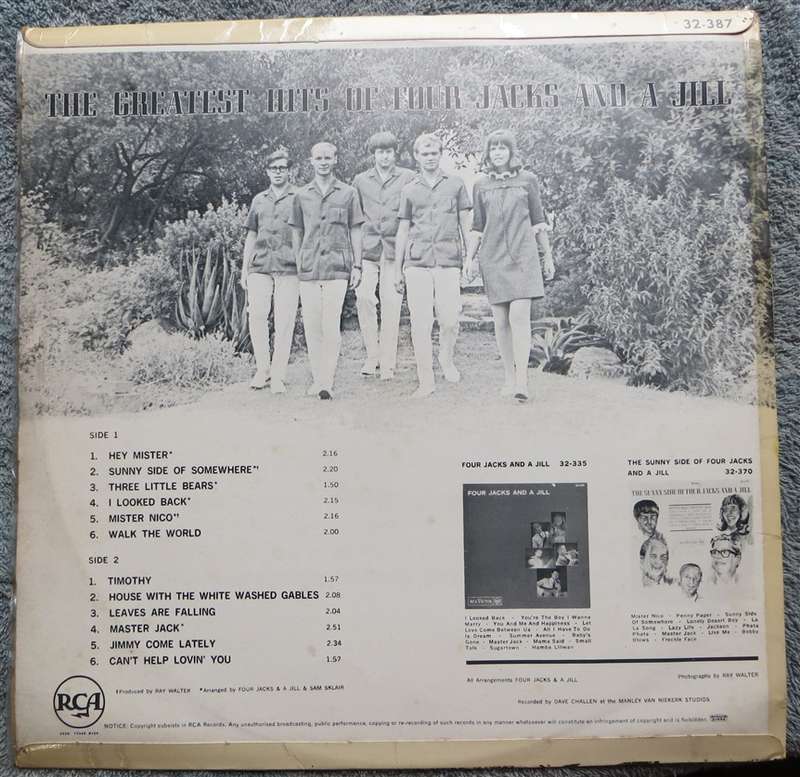 32-387
THE GREATEST HITS OF FOUR JACKS AND A JILL
SIDE 1
1. HEY MISTER* 2.16
2. SUNNY SIDE OF SOMEWHERE*† 2.20
3. THREE LITTLE BEARS* 1.50
4. I LOOKED BACK* 2.15
5. MISTER NICO*† 2.16
6. WALK THE WORLD 2.00
SIDE 2
1. TIMOTHY 1.57
2. HOUSE WITH THE WHITE WASHED GABLES 2.08
3. LEAVES ARE FALLING 2.04
4. MASTER JACK* 2.51
5. JIMMY COME LATELY 2.34
6. CAN'T HELP LOVIN' YOU 1.57
FOUR JACKS AND A JILL 32-335
FOUR JACKS AND A JILL
RCA VICTOR
I Looked Back - You're The Boy I Wanna
Marry - You And Me And Happiness - Let
Love Come Between Us - All I Have To Do
Is Dream - Summer Avenue - Baby's
Gone - Master Jack - Mama Said - Small
Talk - Sugartown - Hamba Liliwan
THE SUNNY SIDE OF FOUR JACKS
AND A JILL 32-370
THE SUNNY SIDE OF FOUR JACKS AND A JILL
Mister Nico - Penny Paper - Sunny Side
Of Somewhere - Lonely Desert Boy - La
La Song - Lazy Life - Jackson - Phata
Phata - Master Jack - Like Me - Bobby
Blows - Freckle Face
All Arrangements FOUR JACKS & A JILL
Photographs by RAY WALTER
†Produced by RAY WALTER *Arranged by FOUR JACKS & A JILL & SAM SKLAIR
Recorded by DAVE CHALLEN at the MANLEY VAN NIEKERK STUDIOS
RCA
NOTICE: Copyright subsists in RCA Records. Any unauthorised broadcasting, public performance, copying or re-recording of such records in any manner whatsoever will constitute an infringement of copyright and is forbidden.